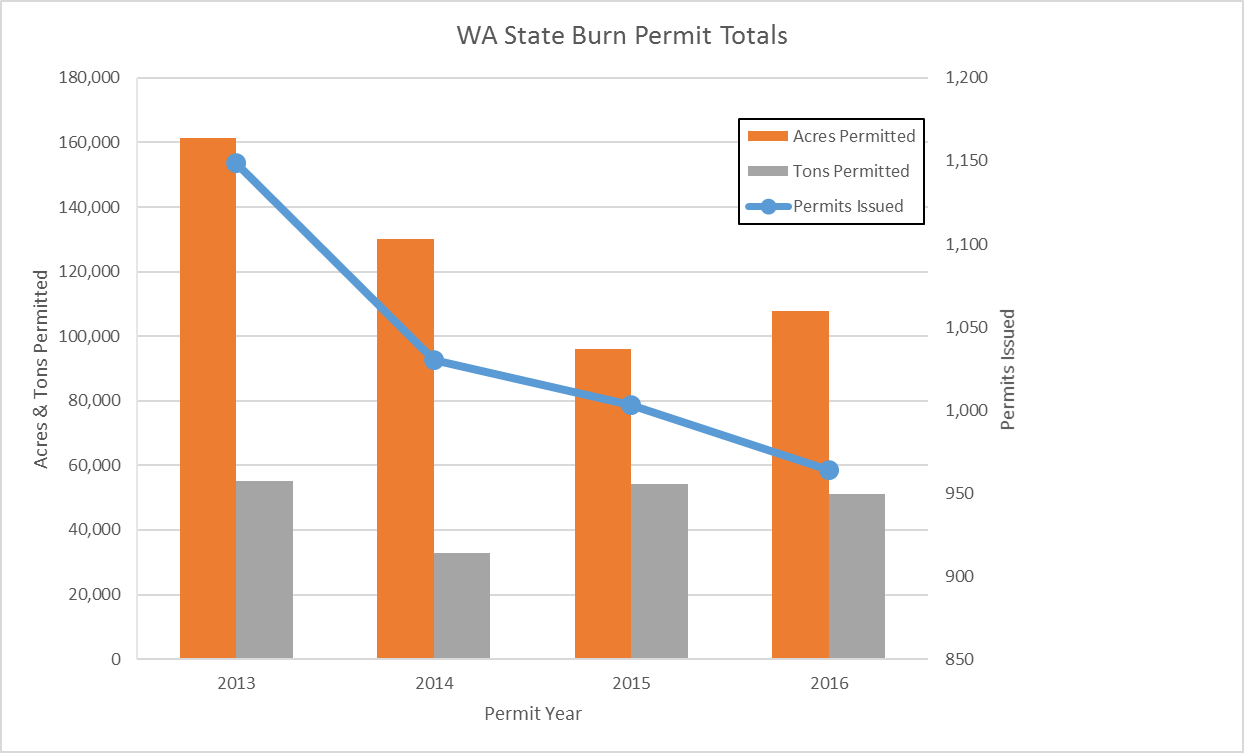 WA State Burn Permit Totals
180,000
160,000
140,000
120,000
100,000
80,000
60,000
40,000
20,000
0
Acres & Tons Permitted
1,200
1,150
1,100
1,050
1,000
950
900
850
Permits Issued
Acres Permitted
Tons Permitted
Permits Issued
2013 2014 2015 2016
Permit Year